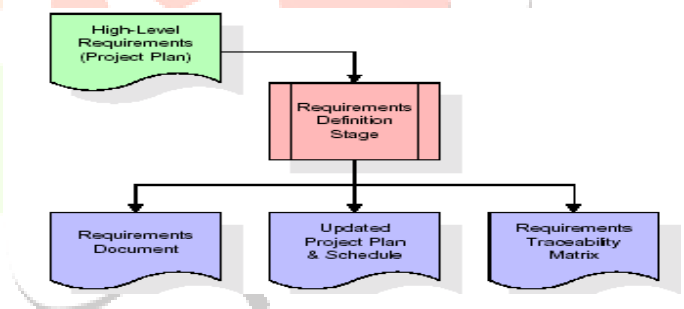 High-Level
Requirements
(Project Plan)
Requirements
Definition
Stage
Requirements
Document
Updated
Project Plan
& Schedule
Requirements
Traceability
Matrix